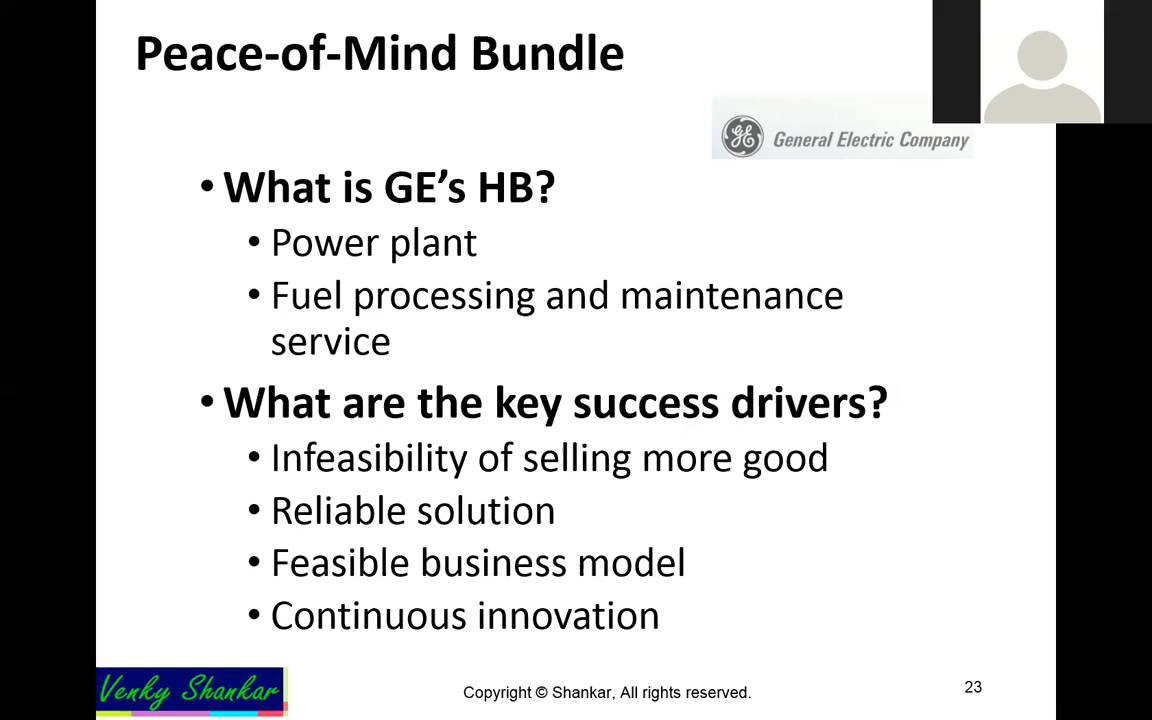 Peace-of-Mind Bundle
GE General Electric Company
• What is GE’s HB?
• Power plant
• Fuel processing and maintenance
service
• What are the key success drivers?
• Infeasibility of selling more good
• Reliable solution
• Feasible business model
• Continuous innovation
Venky Shankar
Copyright © Shankar, All rights reserved.
23